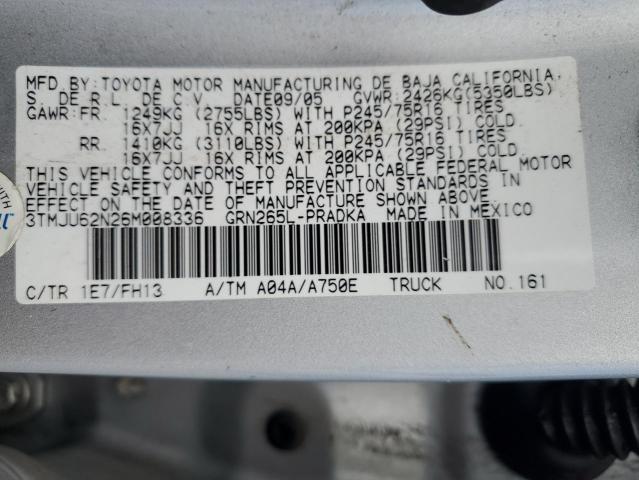 MFD.BY:TOYOTA MOTOR MANUFACTURING DE BAJA CALIFORNIA,
S. DE R.L. DE C.V. DATE09/05 GVWR:2426KG(5350LBS)
GAWR:FR. 1249KG (2755LBS) WITH P245/75R16 TIRES
16X7JJ 16X RIMS AT 200KPA (29PSI) COLD
RR. 1410KG (3110LBS) WITH P245/75R16 TIRES
16X7JJ 16X RIMS AT 200KPA (29PSI) COLD.
THIS VEHICLE CONFORMS TO ALL APPLICABLE FEDERAL MOTOR
VEHICLE SAFETY AND THEFT PREVENTION STANDARDS IN
EFFECT ON THE DATE OF MANUFACTURE SHOWN ABOVE.
3TMJU62N26M008336 GRN265L-PRADKA MADE IN MEXICO
C/TR 1E7/FH13 A/TM A04A/A750E TRUCK NO.161
WITH